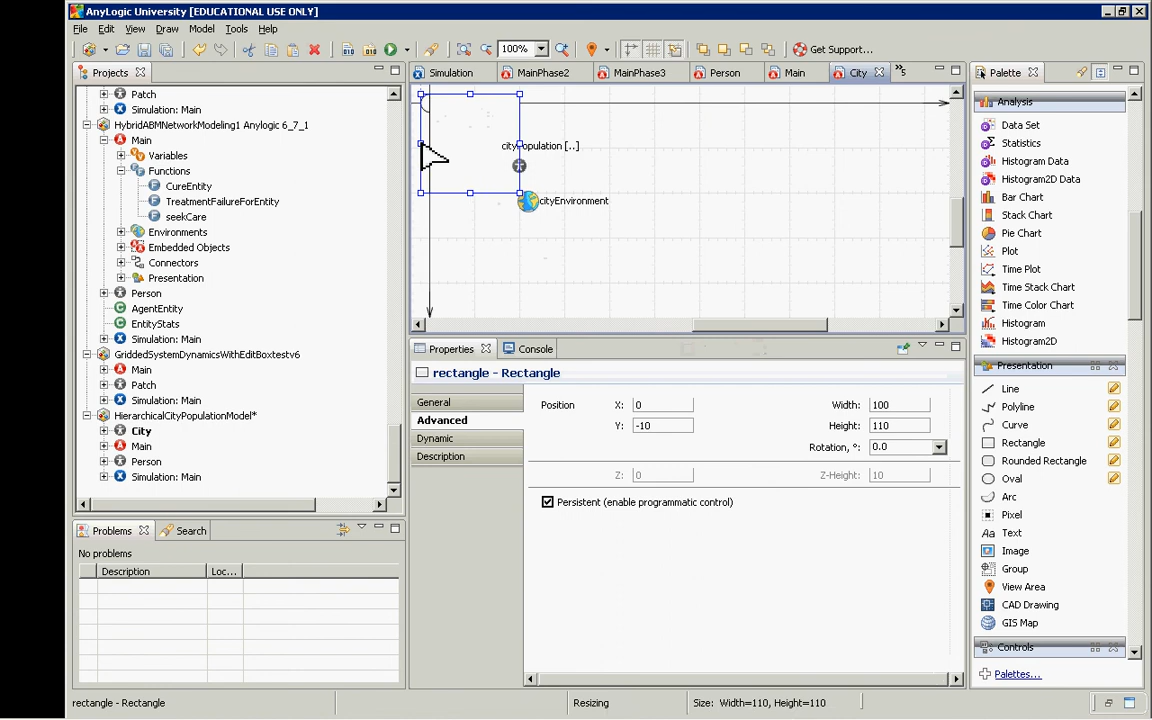 AnyLogic University [EDUCATIONAL USE ONLY]
File Edit View Draw Model Tools Help
100% Get Support...
Projects
Simulation MainPhase2 MainPhase3 Person Main City »5
Palette
Patch
Simulation: Main
HybridABMNetworkModeling1 Anylogic 6_7_1
Main
Variables
Functions
CureEntity
TreatmentFailureForEntity
seekCare
Environments
Embedded Objects
Connectors
Presentation
Person
AgentEntity
EntityStats
Simulation: Main
GriddedSystemDynamicsWithEditBoxtestv6
Main
Patch
Simulation: Main
HierarchicalCityPopulationModel*
City
Main
Person
Simulation: Main
cityPopulation [..]
cityEnvironment
Analysis
Data Set
Statistics
Histogram Data
Histogram2D Data
Bar Chart
Stack Chart
Pie Chart
Plot
Time Plot
Time Stack Chart
Time Color Chart
Histogram
Histogram2D
Presentation
Line
Polyline
Curve
Rectangle
Rounded Rectangle
Oval
Arc
Pixel
Text
Image
Group
View Area
CAD Drawing
GIS Map
Controls
Palettes...
Properties Console
rectangle - Rectangle
General
Advanced
Dynamic
Description
Position X: 0 Width: 100
Y: -10 Height: 110
Rotation, °: 0.0
Z: 0 Z-Height: 10
Persistent (enable programmatic control)
Problems Search
No problems
Description Loc...
rectangle - Rectangle Resizing Size: Width=110, Height=110